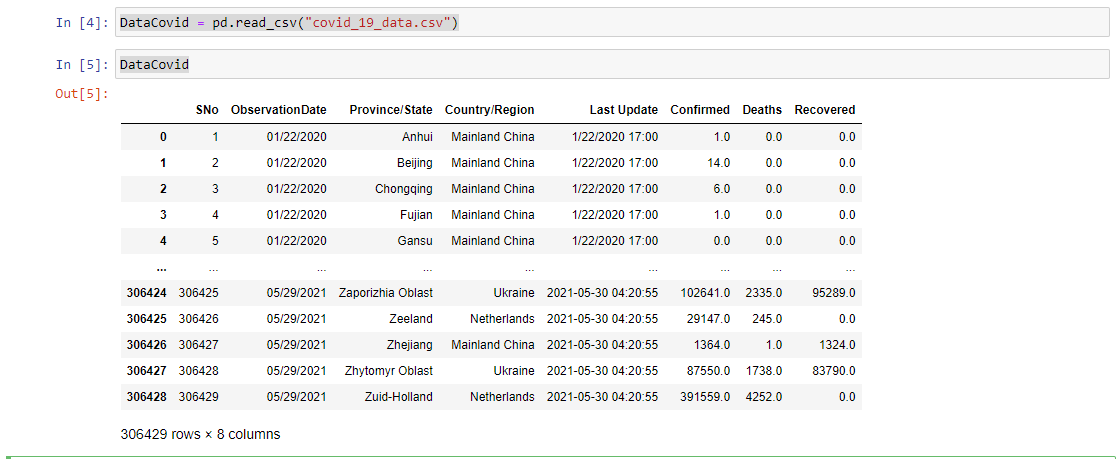 In [4]: DataCovid = pd.read_csv("covid_19_data.csv")
In [5]: DataCovid
Out[5]:
SNo ObservationDate Province/State Country/Region Last Update Confirmed Deaths Recovered
0 1 01/22/2020 Anhui Mainland China 1/22/2020 17:00 1.0 0.0 0.0
1 2 01/22/2020 Beijing Mainland China 1/22/2020 17:00 14.0 0.0 0.0
2 3 01/22/2020 Chongqing Mainland China 1/22/2020 17:00 6.0 0.0 0.0
3 4 01/22/2020 Fujian Mainland China 1/22/2020 17:00 1.0 0.0 0.0
4 5 01/22/2020 Gansu Mainland China 1/22/2020 17:00 0.0 0.0 0.0
... ... ... ... ... ... ... ... ...
306424 306425 05/29/2021 Zaporizhia Oblast Ukraine 2021-05-30 04:20:55 102641.0 2335.0 95289.0
306425 306426 05/29/2021 Zeeland Netherlands 2021-05-30 04:20:55 29147.0 245.0 0.0
306426 306427 05/29/2021 Zhejiang Mainland China 2021-05-30 04:20:55 1364.0 1.0 1324.0
306427 306428 05/29/2021 Zhytomyr Oblast Ukraine 2021-05-30 04:20:55 87550.0 1738.0 83790.0
306428 306429 05/29/2021 Zuid-Holland Netherlands 2021-05-30 04:20:55 391559.0 4252.0 0.0
306429 rows × 8 columns